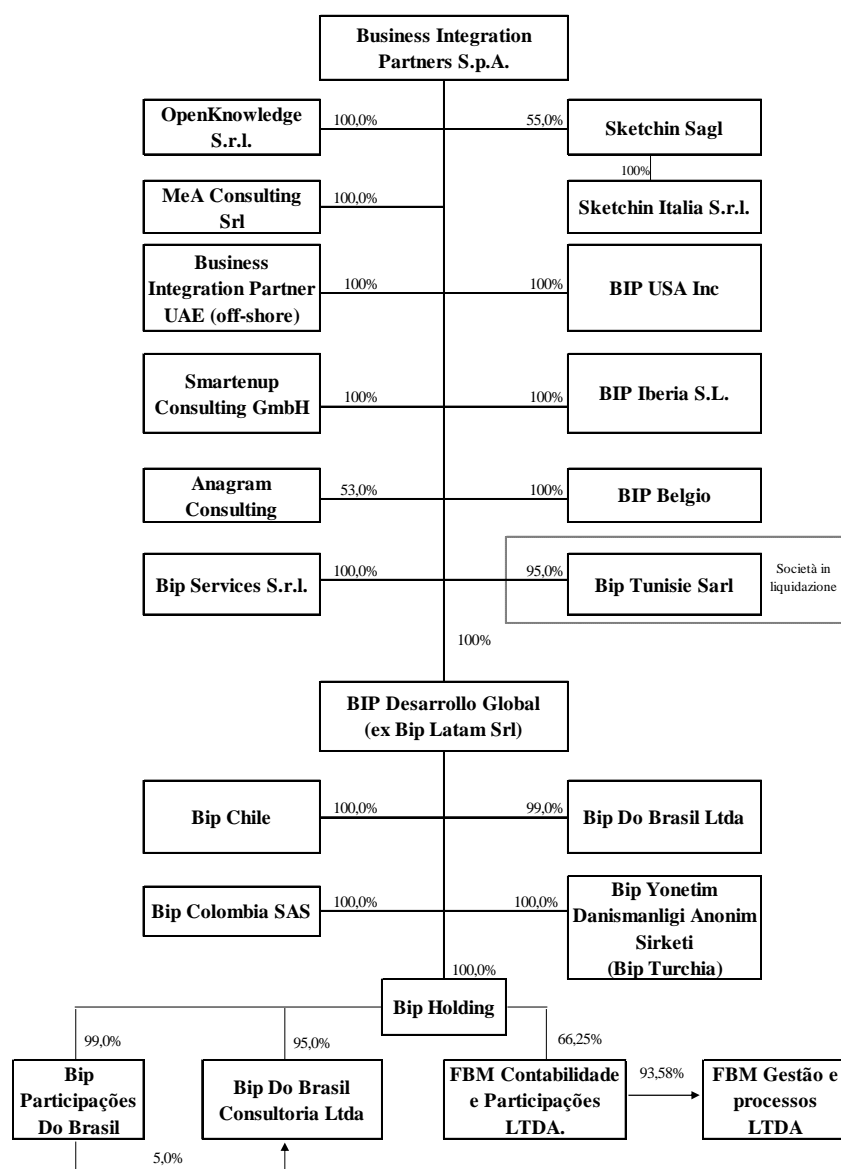 Business Integration
Partners S.p.A.
OpenKnowledge
S.r.l.
100,0%
55,0%
Sketchin Sagl
100%
MeA Consulting
Srl
100,0%
Sketchin Italia S.r.l.
Business
Integration Partner
UAE (off-shore)
100%
100%
BIP USA Inc
Smartenup
Consulting GmbH
100%
100%
BIP Iberia S.L.
Anagram
Consulting
53,0%
100%
BIP Belgio
Bip Services S.r.l.
100,0%
95,0%
Bip Tunisie Sarl
Società in
liquidazione
100%
BIP Desarrollo Global
(ex Bip Latam Srl)
Bip Chile
100,0%
99,0%
Bip Do Brasil Ltda
Bip Colombia SAS
100,0%
100,0%
Bip Yonetim
Danismanligi Anonim
Sirketi
(Bip Turchia)
100,0%
Bip Holding
99,0%
95,0%
66,25%
Bip
Participações
Do Brasil
Bip Do Brasil
Consultoria Ltda
FBM Contabilidade
e Participações
LTDA.
93,58%
FBM Gestão e
processos
LTDA
5,0%